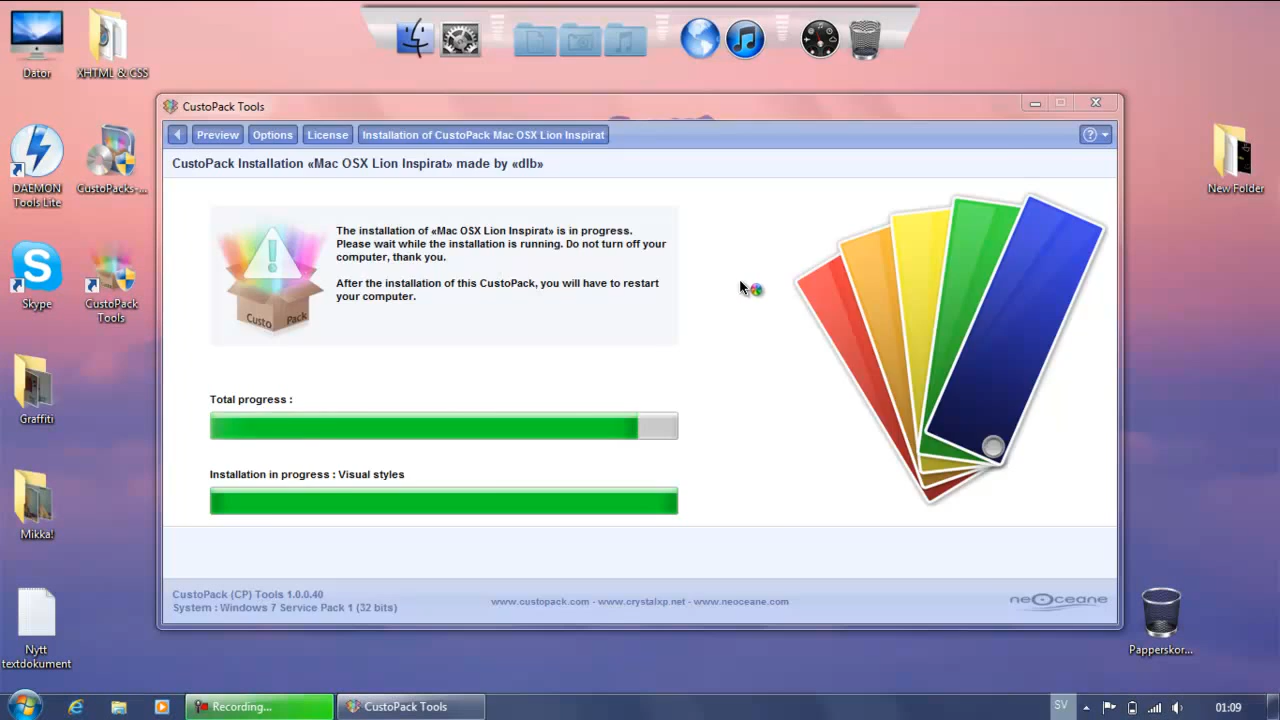 Dator
XHTML & CSS
DAEMON
Tools Lite
CustoPacks-...
Skype
CustoPack
Tools
Graffiti
Mikka!
Nytt
textdokument
New Folder
Papperskor...
CustoPack Tools
Preview
Options
License
Installation of CustoPack Mac OSX Lion Inspirat
CustoPack Installation «Mac OSX Lion Inspirat» made by «dlb»
The installation of «Mac OSX Lion Inspirat» is in progress.
Please wait while the installation is running. Do not turn off your
computer, thank you.
After the installation of this CustoPack, you will have to restart
your computer.
Custo Pack
Total progress :
Installation in progress : Visual styles
CustoPack (CP) Tools 1.0.0.40
System : Windows 7 Service Pack 1 (32 bits)
www.custopack.com - www.crystalxp.net - www.neoceane.com
neoceane
Recording...
CustoPack Tools
SV
01:09